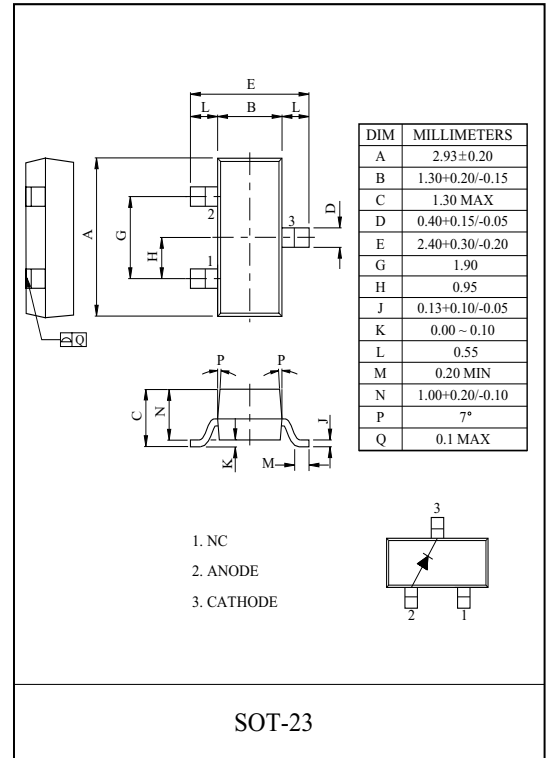 E
L B L
A
G
H
D
2
3
1
Q
P P
C
N
K
M
J
DIM MILLIMETERS
A 2.93±0.20
B 1.30+0.20/-0.15
C 1.30 MAX
D 0.40+0.15/-0.05
E 2.40+0.30/-0.20
G 1.90
H 0.95
J 0.13+0.10/-0.05
K 0.00 ~ 0.10
L 0.55
M 0.20 MIN
N 1.00+0.20/-0.10
P 7°
Q 0.1 MAX
1. NC
2. ANODE
3. CATHODE
3
2 1
SOT-23